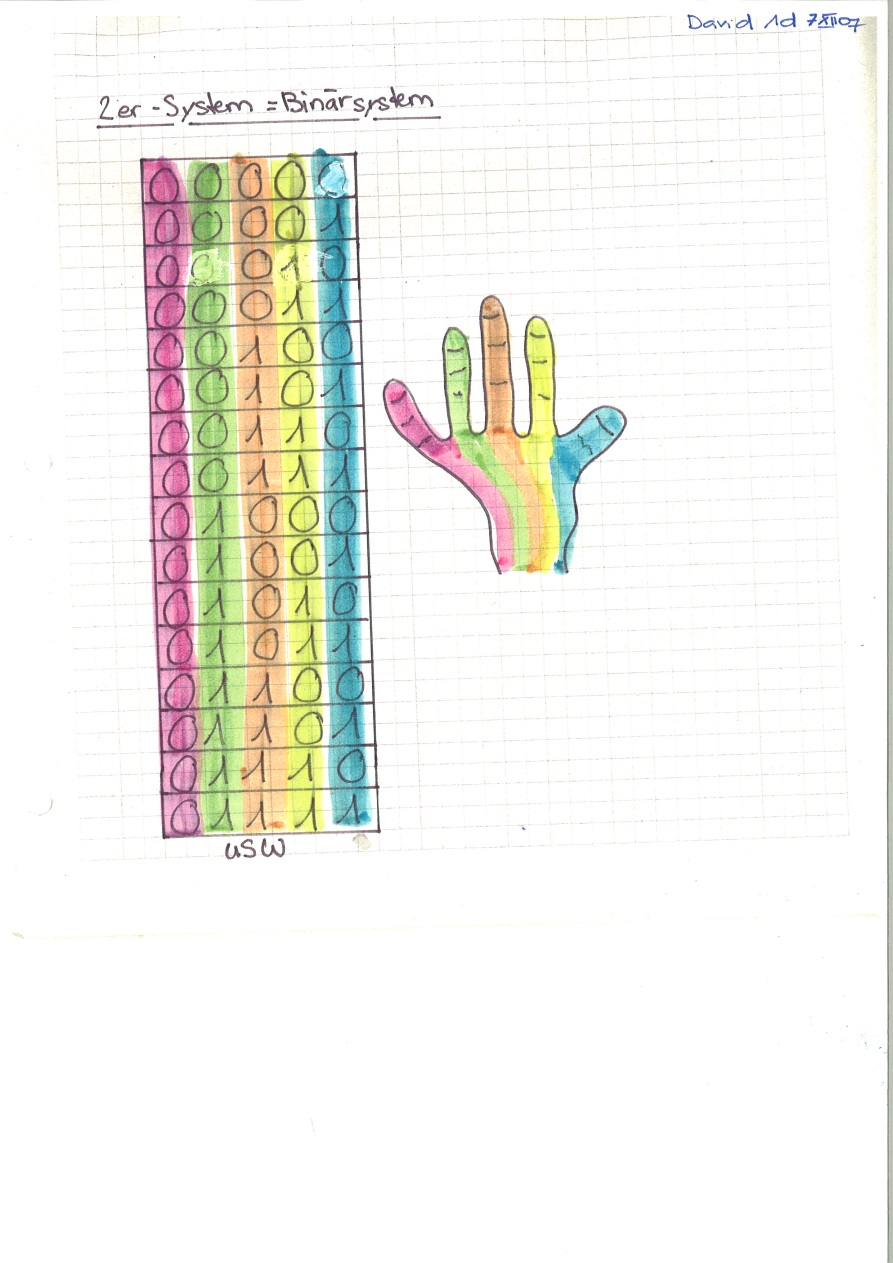 David 1d 7XII07
2er-System = Binärsystem
0 0 0 0 0
0 0 0 0 1
0 0 0 1 0
0 0 0 1 1
0 0 1 0 0
0 0 1 0 1
0 0 1 1 0
0 0 1 1 1
0 1 0 0 0
0 1 0 0 1
0 1 0 1 0
0 1 0 1 1
0 1 1 0 0
0 1 1 0 1
0 1 1 1 0
0 1 1 1 1
usw